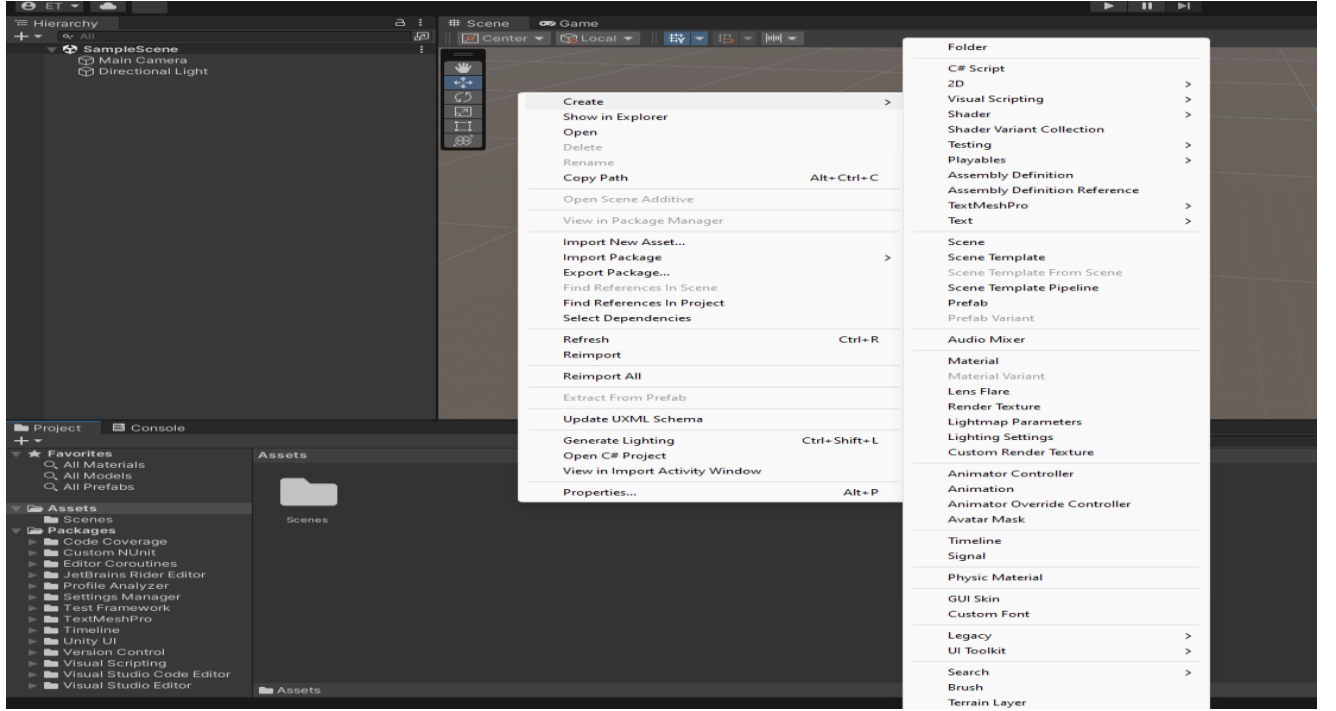 ET
Hierarchy
All
SampleScene
Main Camera
Directional Light
Scene
Game
Center
Local
Create
Show in Explorer
Open
Delete
Rename
Copy Path Alt+Ctrl+C
Open Scene Additive
View in Package Manager
Import New Asset...
Import Package
Export Package...
Find References In Scene
Find References In Project
Select Dependencies
Refresh Ctrl+R
Reimport
Reimport All
Extract From Prefab
Update UXML Schema
Generate Lighting Ctrl+Shift+L
Open C# Project
View in Import Activity Window
Properties... Alt+P
Folder
C# Script
2D
Visual Scripting
Shader
Shader Variant Collection
Testing
Playables
Assembly Definition
Assembly Definition Reference
TextMeshPro
Text
Scene
Scene Template
Scene Template From Scene
Scene Template Pipeline
Prefab
Prefab Variant
Audio Mixer
Material
Material Variant
Lens Flare
Render Texture
Lightmap Parameters
Lighting Settings
Custom Render Texture
Animator Controller
Animation
Animator Override Controller
Avatar Mask
Timeline
Signal
Physic Material
GUI Skin
Custom Font
Legacy
UI Toolkit
Search
Brush
Terrain Layer
Project
Console
Favorites
All Materials
All Models
All Prefabs
Assets
Scenes
Packages
Code Coverage
Custom NUnit
Editor Coroutines
JetBrains Rider Editor
Profile Analyzer
Settings Manager
Test Framework
TextMeshPro
Timeline
Unity UI
Version Control
Visual Scripting
Visual Studio Code Editor
Visual Studio Editor
Assets
Scenes
Assets